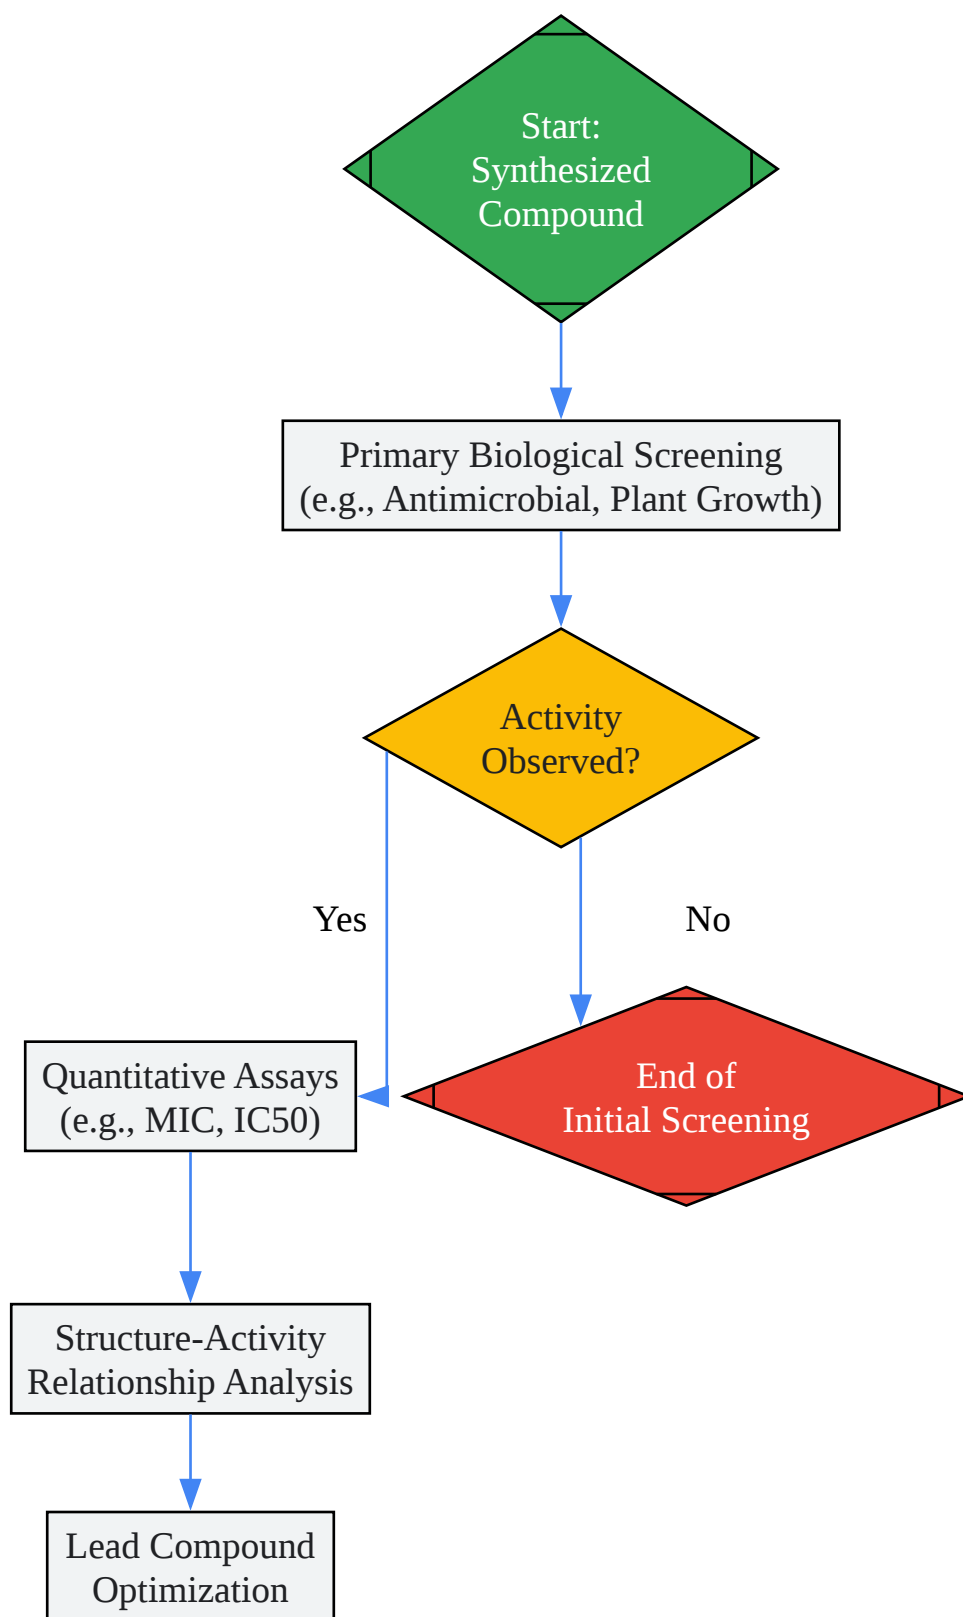 Start:
Synthesized
Compound
Primary Biological Screening
(e.g., Antimicrobial, Plant Growth)
Activity
Observed?
Yes
No
Quantitative Assays
(e.g., MIC, IC50)
End of
Initial Screening
Structure-Activity
Relationship Analysis
Lead Compound
Optimization